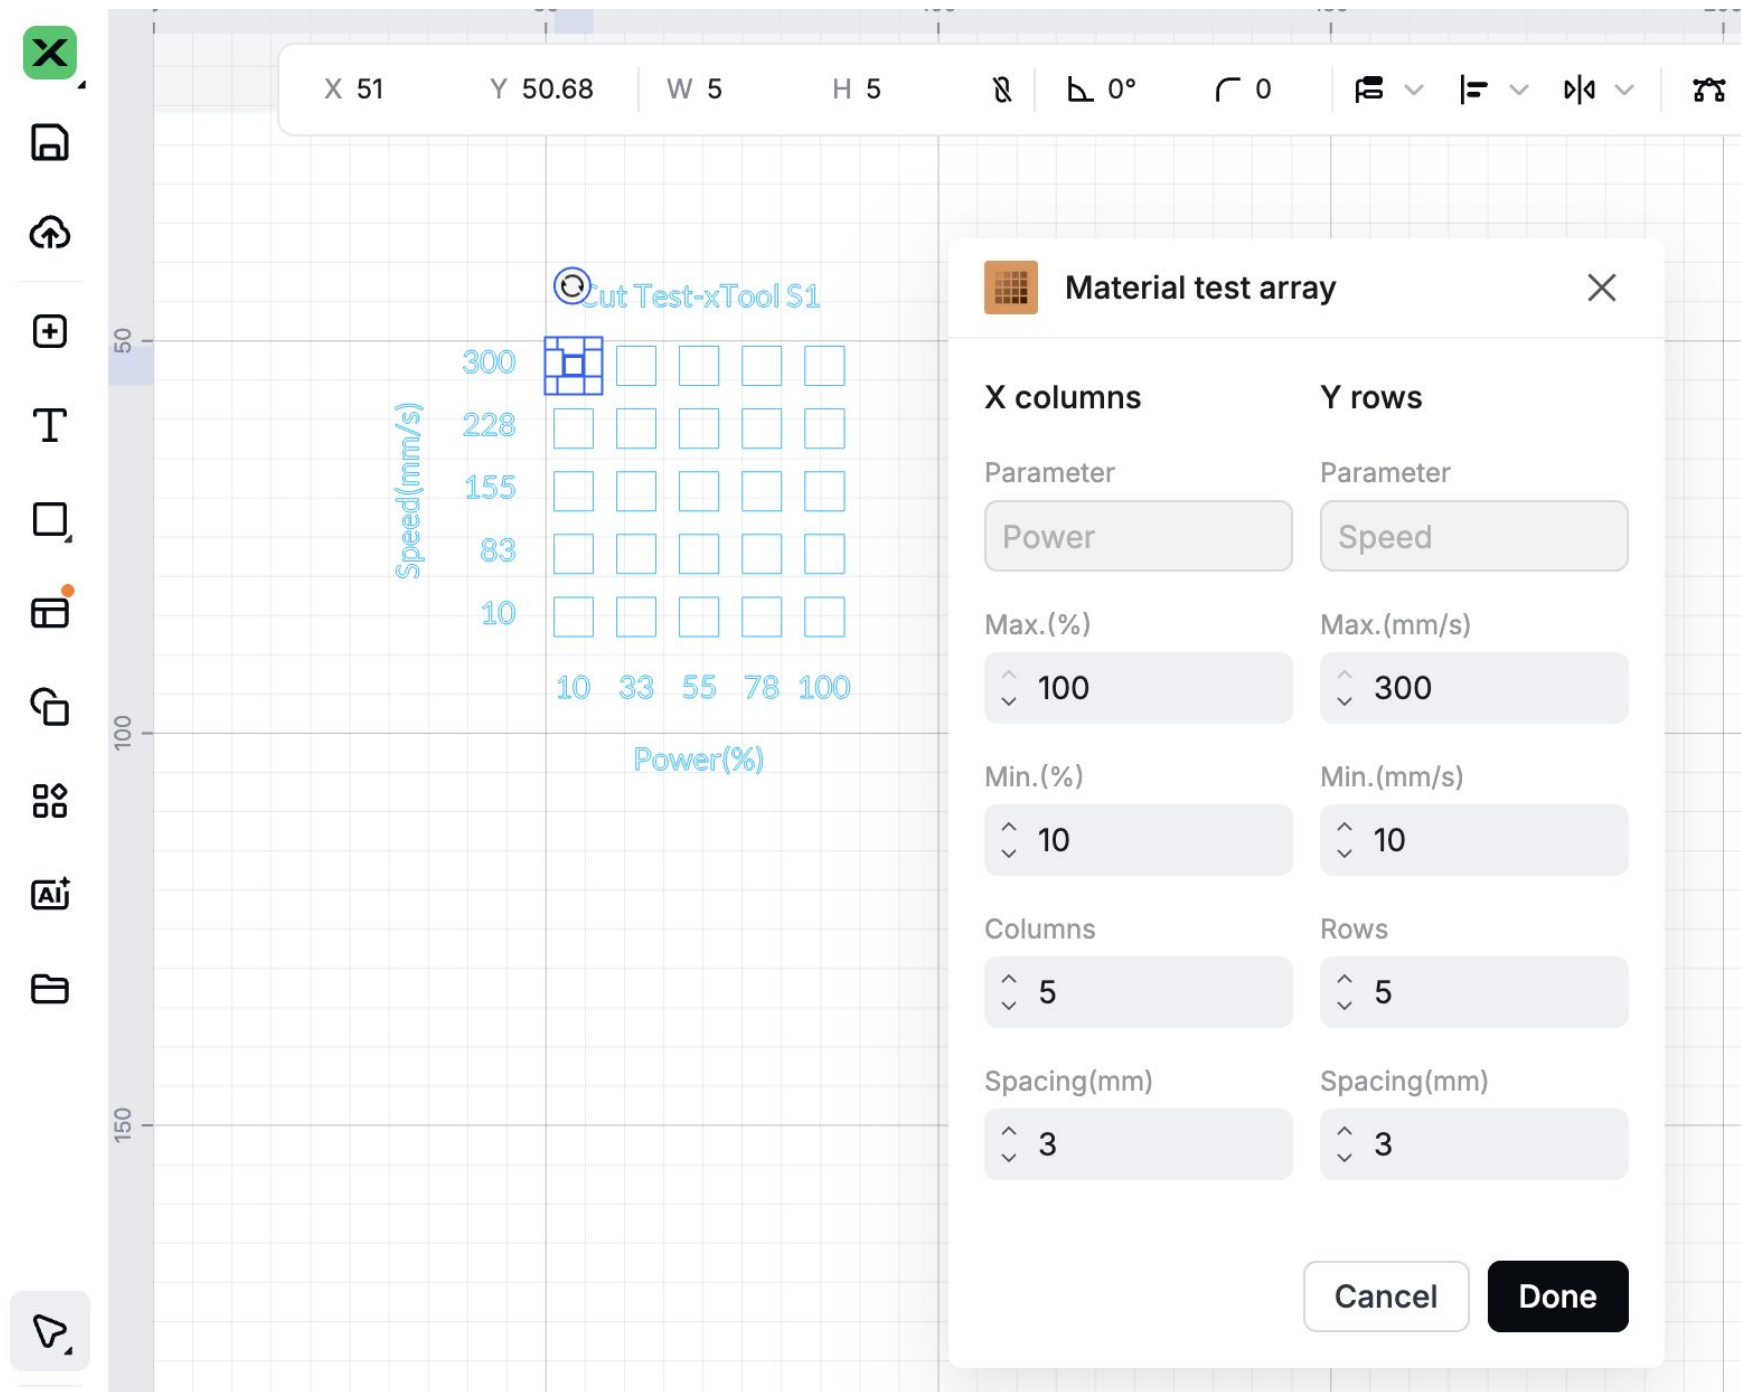 X 51 Y 50.68 W 5 H 5 0° 0
Cut Test-xTool S1
Speed(mm/s)
300
228
155
83
10
10 33 55 78 100
Power(%)
50
100
150
AI
Material test array
X columns Y rows
Parameter Parameter
Power Speed
Max.(%) Max.(mm/s)
100 300
Min.(%) Min.(mm/s)
10 10
Columns Rows
5 5
Spacing(mm) Spacing(mm)
3 3
Cancel Done